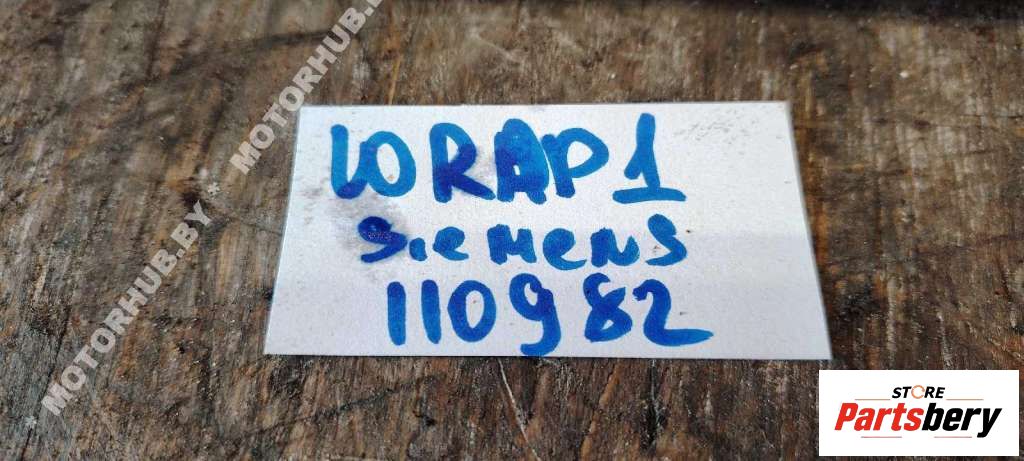 10RAP1
SIEMENS
110982
* MOTORHUB.BY * MOTORHUB.BY
STORE
Partsbery